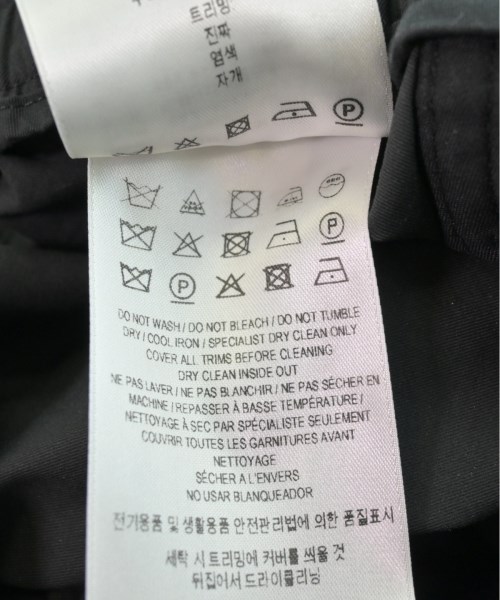 트리밍
진짜
염색
자개
P
P
P
DO NOT WASH / DO NOT BLEACH / DO NOT TUMBLE
DRY / COOL IRON / SPECIALIST DRY CLEAN ONLY
COVER ALL TRIMS BEFORE CLEANING
DRY CLEAN INSIDE OUT
NE PAS LAVER / NE PAS BLANCHIR / NE PAS SÉCHER EN
MACHINE / REPASSER À BASSE TEMPÉRATURE /
NETTOYAGE À SEC PAR SPÉCIALISTE SEULEMENT
COUVRIR TOUTES LES GARNITURES AVANT
NETTOYAGE
SÉCHER A L'ENVERS
NO USAR BLANQUEADOR
전기용품 및 생활용품 안전관리법에 의한 품질표시
세탁 시 트리밍에 커버를 씌울 것
뒤집어서 드라이클리닝